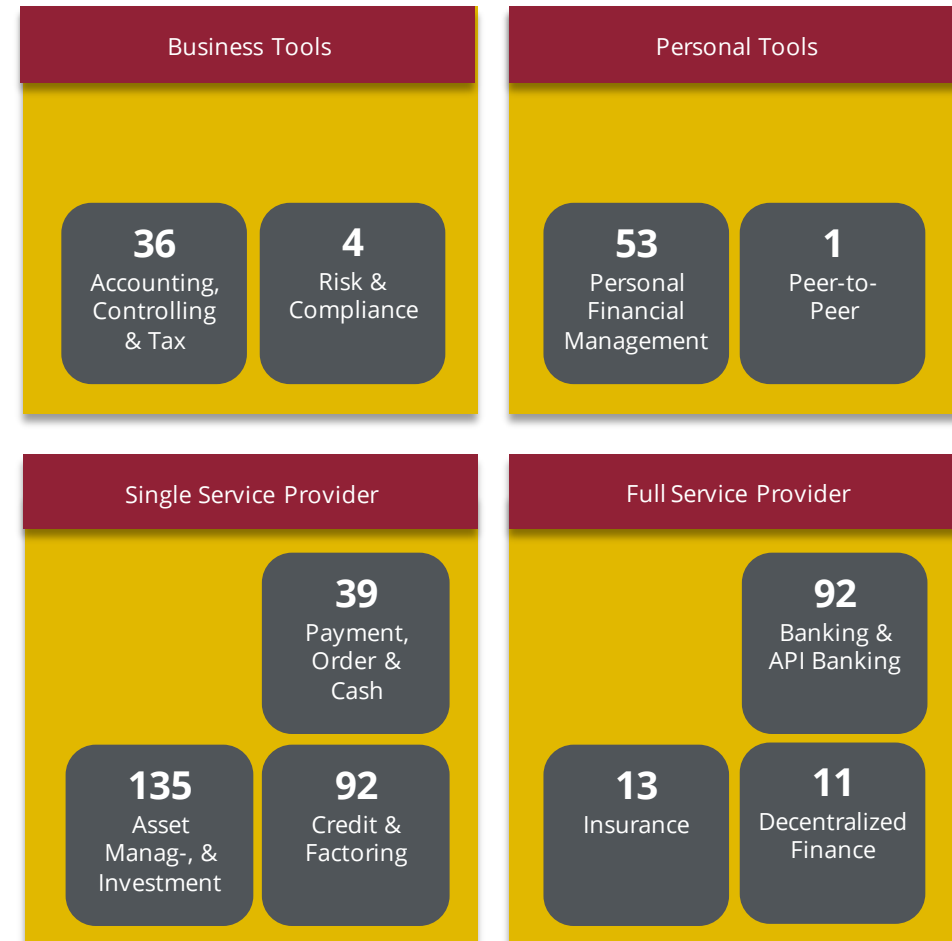 Business Tools
36
Accounting,
Controlling
& Tax
4
Risk &
Compliance
Personal Tools
53
Personal
Financial
Management
1
Peer-to-
Peer
Single Service Provider
39
Payment,
Order &
Cash
135
Asset
Manag-, &
Investment
92
Credit &
Factoring
Full Service Provider
92
Banking &
API Banking
13
Insurance
11
Decentralized
Finance